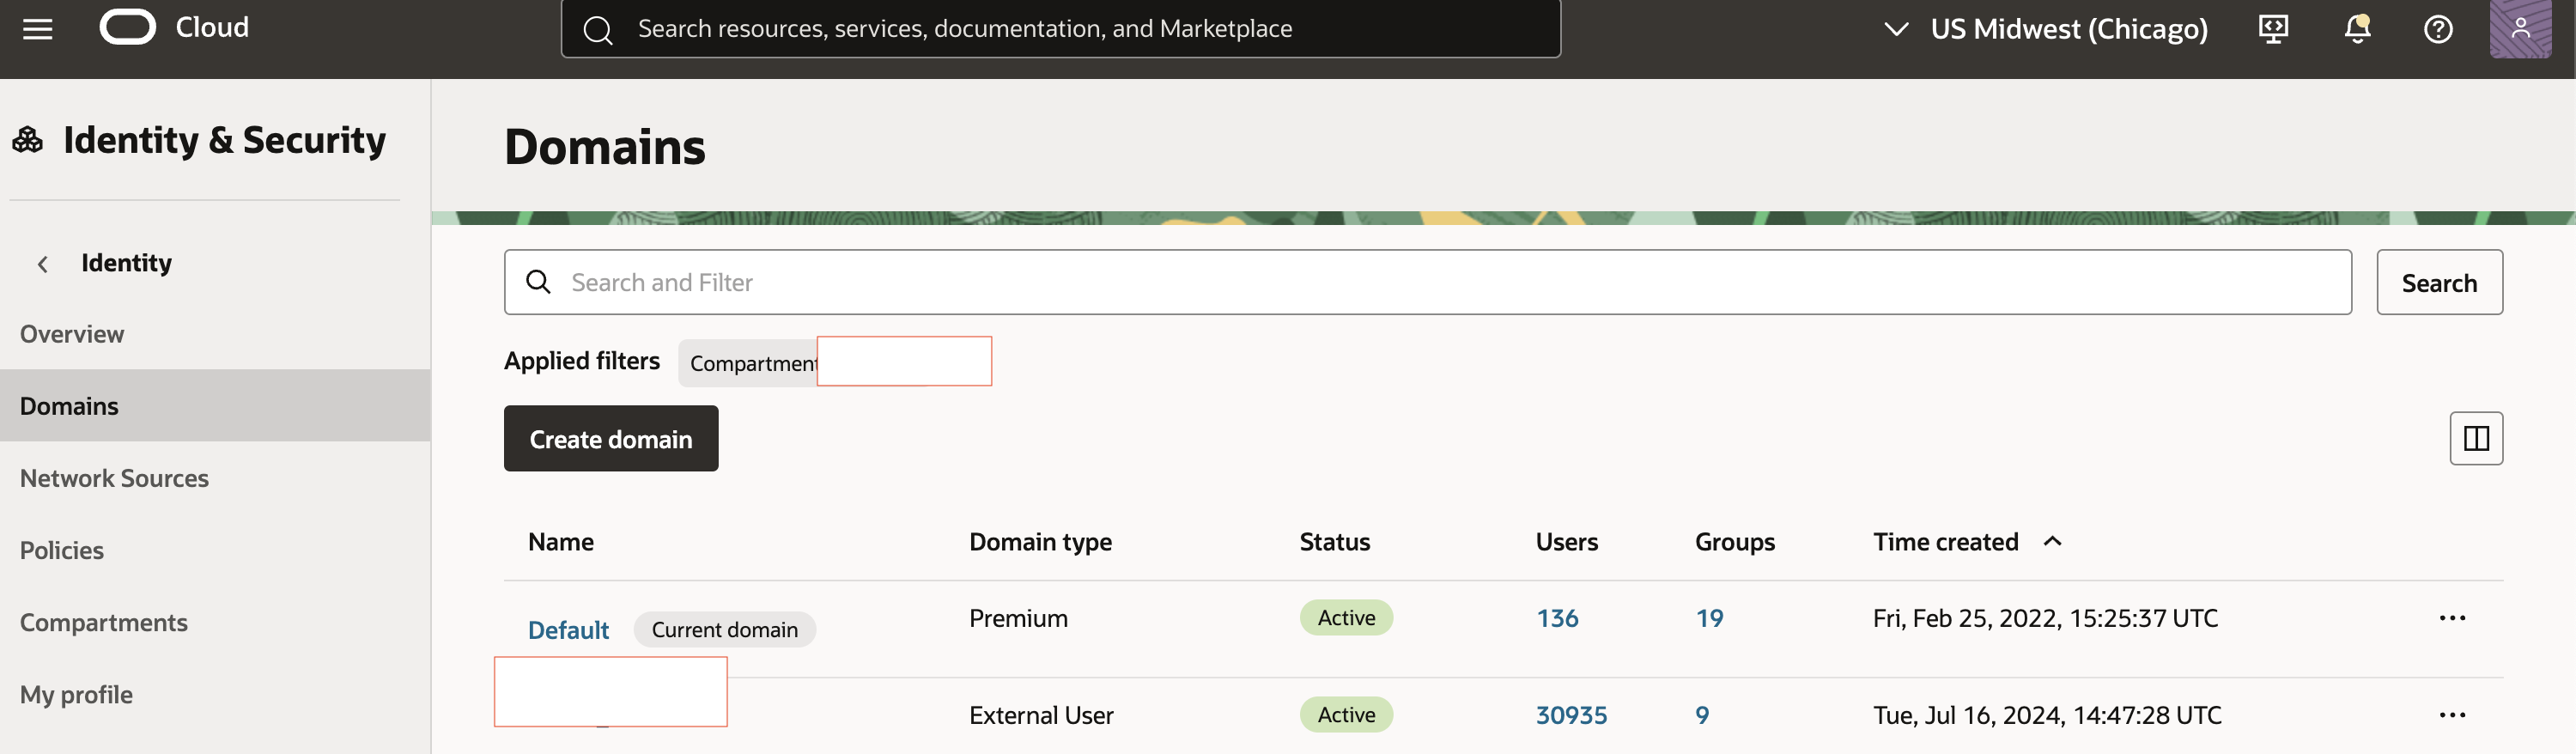 Cloud
Search resources, services, documentation, and Marketplace
US Midwest (Chicago)
Identity & Security
Identity
Overview
Domains
Network Sources
Policies
Compartments
My profile
Domains
Search and Filter
Search
Applied filters Compartment
Create domain
Name Domain type Status Users Groups Time created
Default Current domain Premium Active 136 19 Fri, Feb 25, 2022, 15:25:37 UTC
External User Active 30935 9 Tue, Jul 16, 2024, 14:47:28 UTC